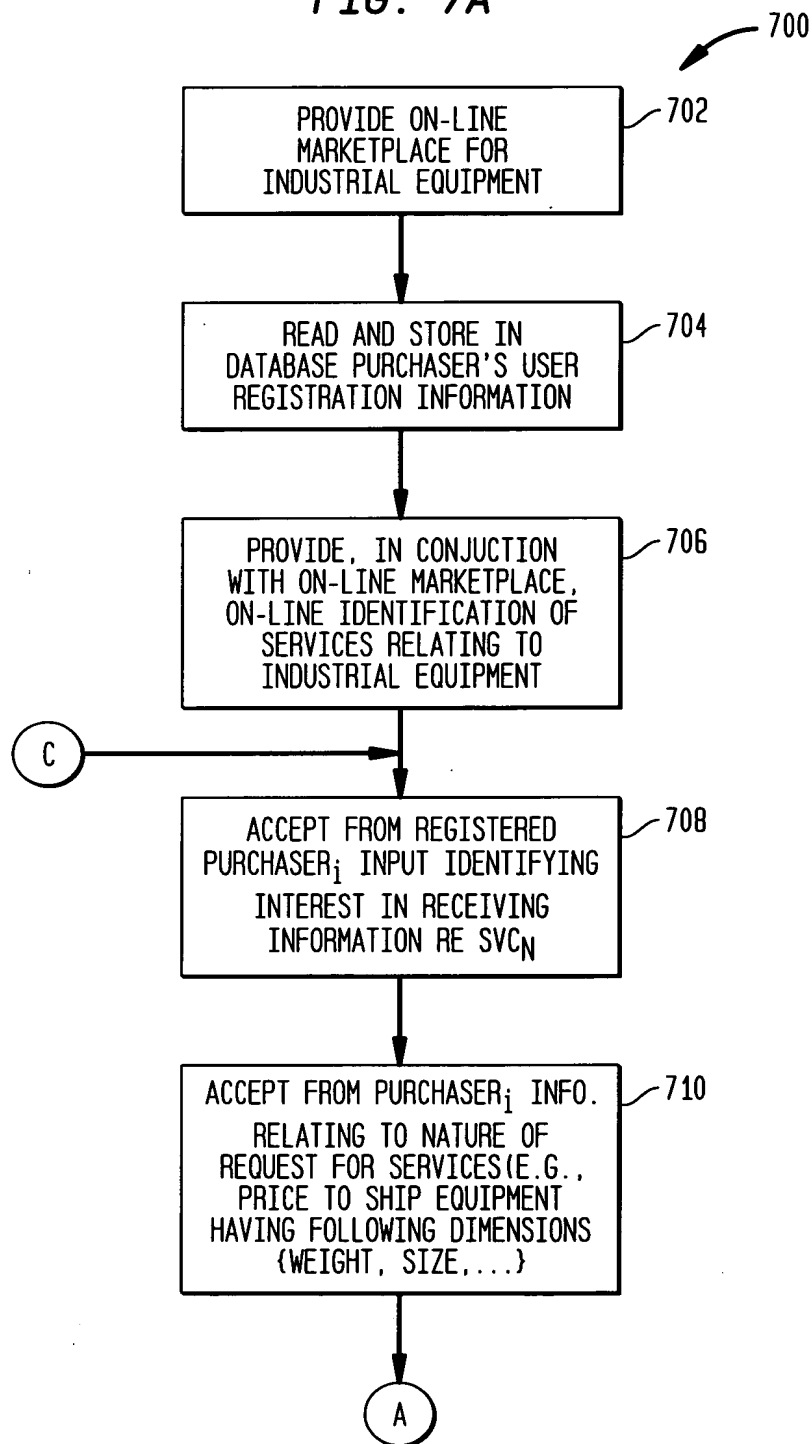 FIG. 7A
700
PROVIDE ON-LINE
MARKETPLACE FOR
INDUSTRIAL EQUIPMENT
702
READ AND STORE IN
DATABASE PURCHASER'S USER
REGISTRATION INFORMATION
704
PROVIDE, IN CONJUCTION
WITH ON-LINE MARKETPLACE,
ON-LINE IDENTIFICATION OF
SERVICES RELATING TO
INDUSTRIAL EQUIPMENT
706
C
ACCEPT FROM REGISTERED
PURCHASERi INPUT IDENTIFYING
INTEREST IN RECEIVING
INFORMATION RE SVCN
708
ACCEPT FROM PURCHASERi INFO.
RELATING TO NATURE OF
REQUEST FOR SERVICES(E.G.,
PRICE TO SHIP EQUIPMENT
HAVING FOLLOWING DIMENSIONS
{WEIGHT, SIZE,...}
710
A